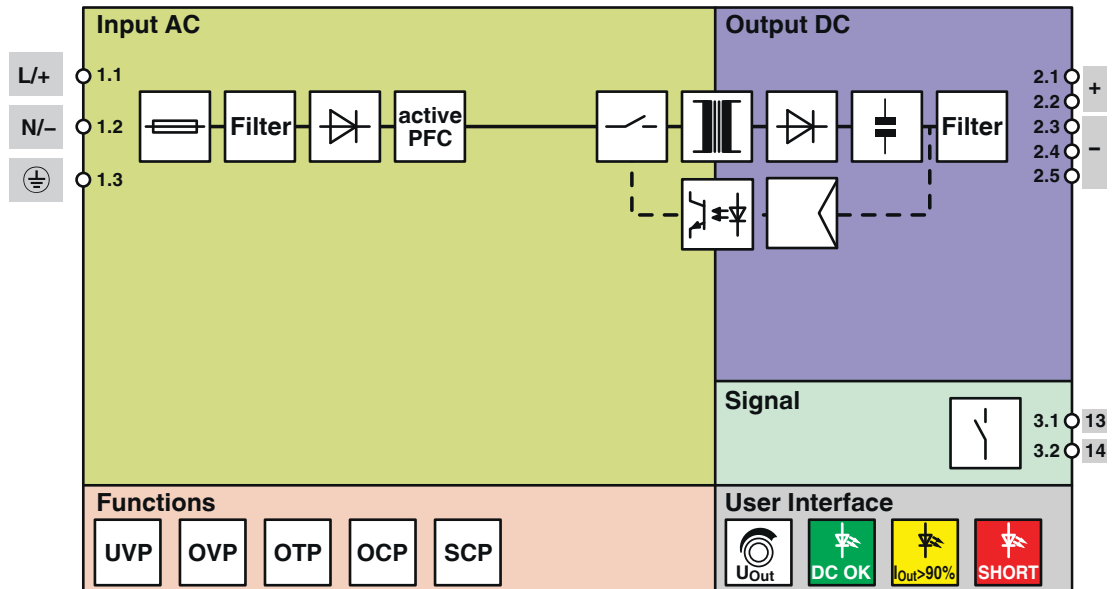 Input AC
Output DC
L/+
1.1
N/–
1.2
1.3
Filter
active
PFC
Filter
2.1
2.2
2.3
2.4
2.5
+
–
Signal
3.1
13
3.2
14
Functions
UVP
OVP
OTP
OCP
SCP
User Interface
UOut
DC OK
IOut>90%
SHORT